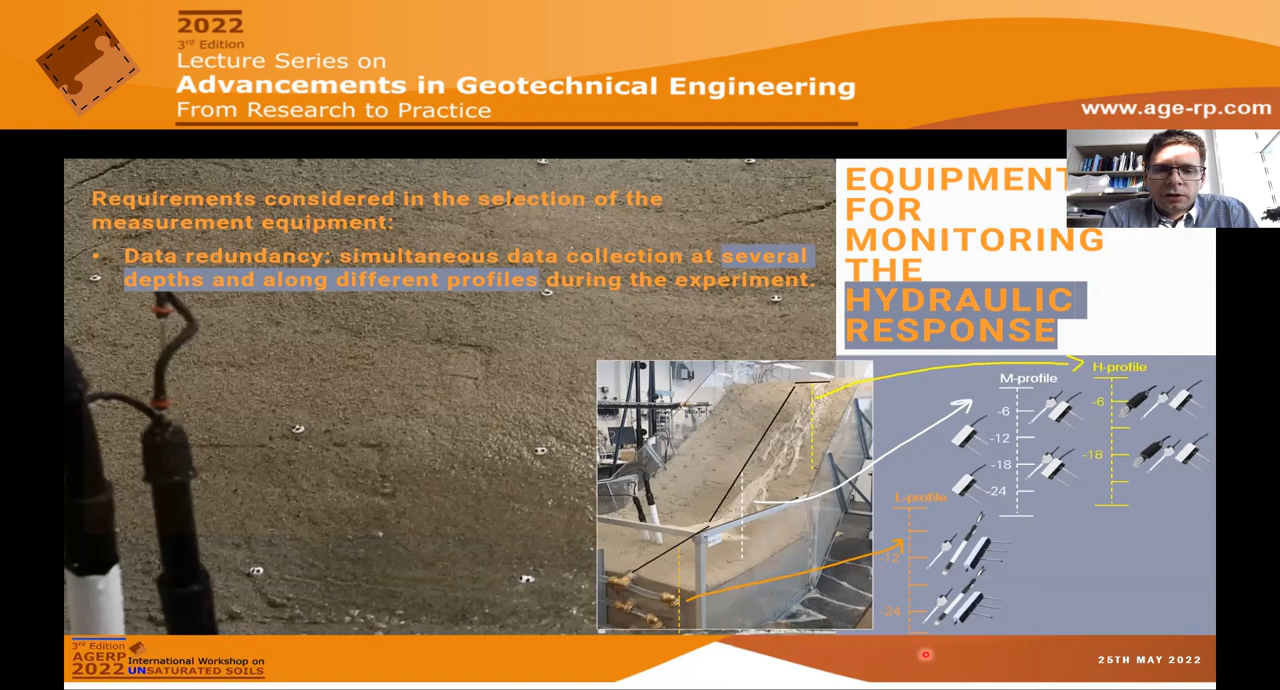 2022
3rd Edition
Lecture Series on
Advancements in Geotechnical Engineering
From Research to Practice
www.age-rp.com
Requirements considered in the selection of the
measurement equipment:
• Data redundancy: simultaneous data collection at several
depths and along different profiles during the experiment.
EQUIPMENT
FOR
MONITORING
THE
HYDRAULIC
RESPONSE
H-profile
-6
-18
M-profile
-6
-12
-18
-24
L-profile
-12
-24
3rd Edition
AGERP
2022
International Workshop on
UNSATURATED SOILS
25TH MAY 2022